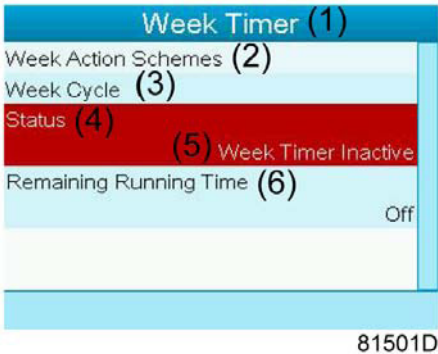 Week Timer (1)
Week Action Schemes (2)
Week Cycle (3)
Status (4)
(5) Week Timer Inactive
Remaining Running Time (6)
Off
81501D